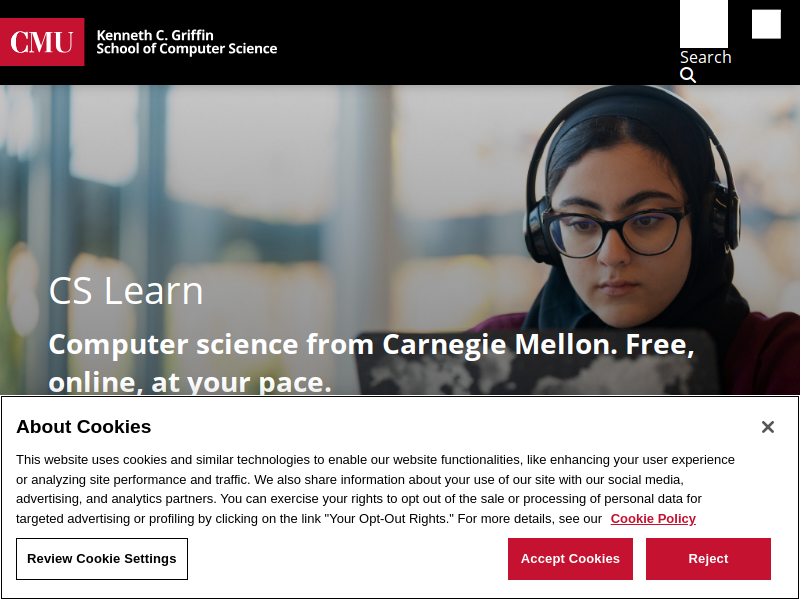 CMU
Kenneth C. Griffin
School of Computer Science
Search
CS Learn
Computer science from Carnegie Mellon. Free,
online, at your pace.
About Cookies
This website uses cookies and similar technologies to enable our website functionalities, like enhancing your user experience
or analyzing site performance and traffic. We also share information about your use of our site with our social media,
advertising, and analytics partners. You can exercise your rights to opt out of the sale or processing of personal data for
targeted advertising or profiling by clicking on the link "Your Opt-Out Rights." For more details, see our Cookie Policy
Review Cookie Settings
Accept Cookies
Reject